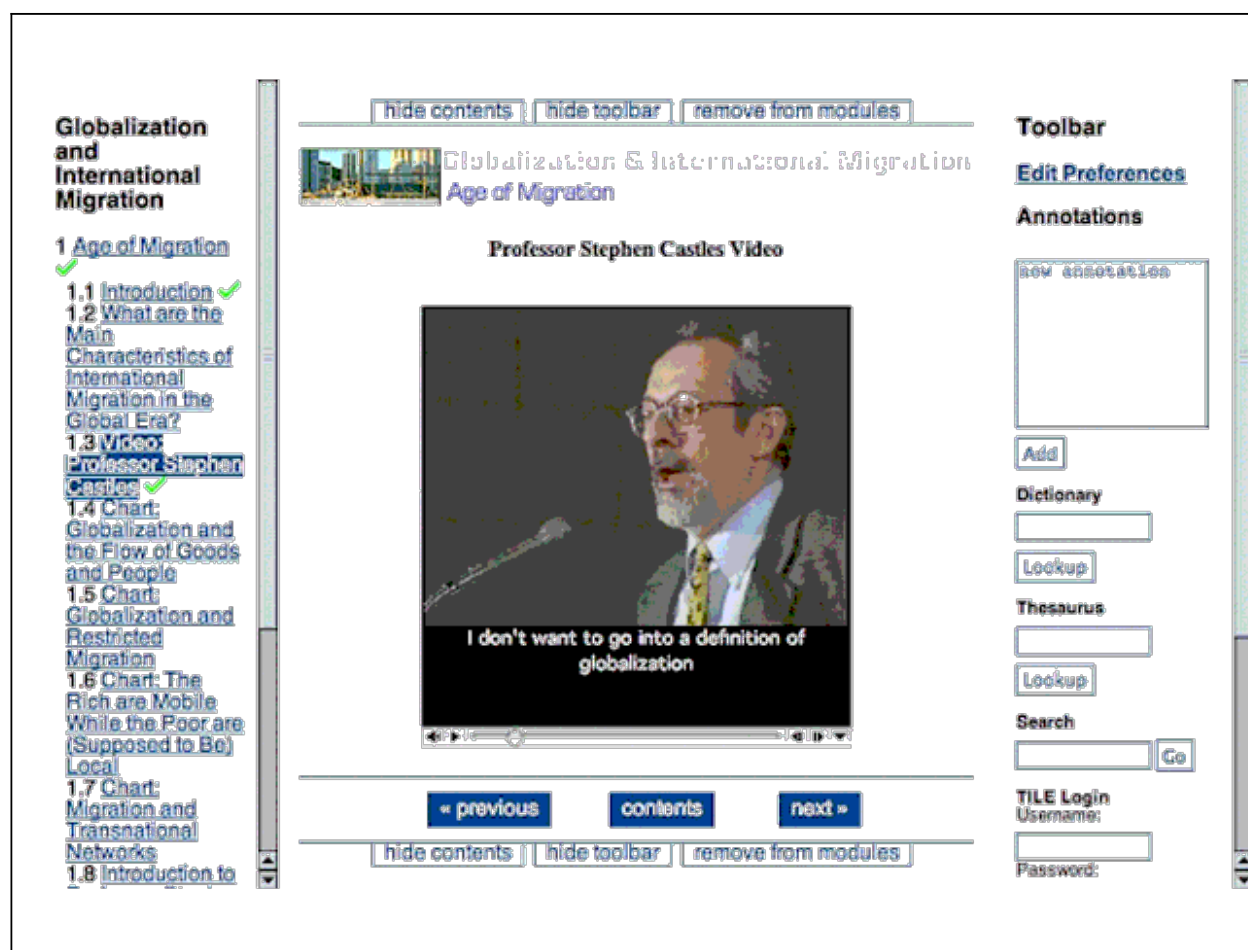 Globalization
and
International
Migration
1 Age of Migration
1.1 Introduction
1.2 What are the
Main
Characteristics of
International
Migration in the
Global Era?
1.3 Video:
Professor Stephen
Castles
1.4 Chart:
Globalization and
the Flow of Goods
and People
1.5 Chart:
Globalization and
Restricted
Migration
1.6 Chart: The
Rich are Mobile
While the Poor are
(Supposed to Be)
Local
1.7 Chart:
Migration and
Transnational
Networks
1.8 Introduction to
hide contents hide toolbar remove from modules
Globalization & International Migration
Age of Migration
Professor Stephen Castles Video
I don't want to go into a definition of
globalization
« previous contents next »
hide contents hide toolbar remove from modules
Toolbar
Edit Preferences
Annotations
new annotation
Add
Dictionary
Lookup
Thesaurus
Lookup
Search
Go
TILE Login
Username:
Password: